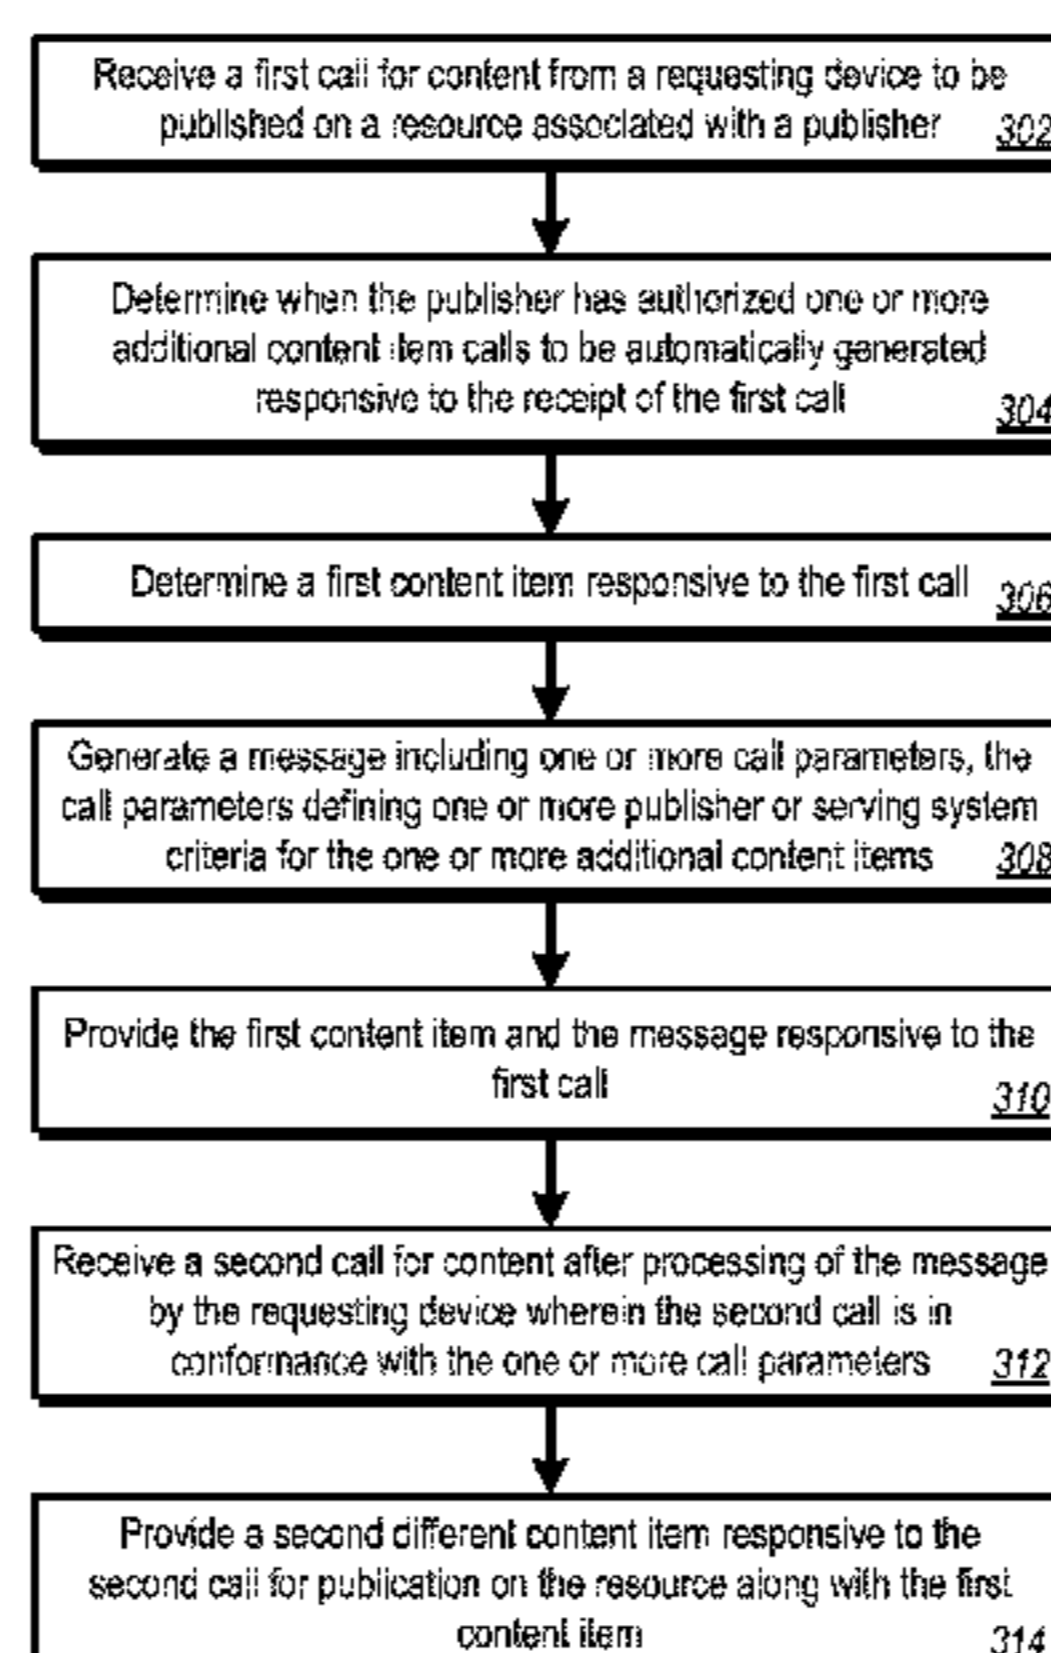 Receive a first call for content from a requesting device to be
published on a resource associated with a publisher 302
Determine when the publisher has authorized one or more
additional content item calls to be automatically generated
responsive to the receipt of the first call 304
Determine a first content item responsive to the first call 306
Generate a message including one or more call parameters, the
call parameters defining one or more publisher or serving system
criteria for the one or more additional content items 308
Provide the first content item and the message responsive to the
first call 310
Receive a second call for content after processing of the message
by the requesting device wherein the second call is in
conformance with the one or more call parameters 312
Provide a second different content item responsive to the
second call for publication on the resource along with the first
content item 314